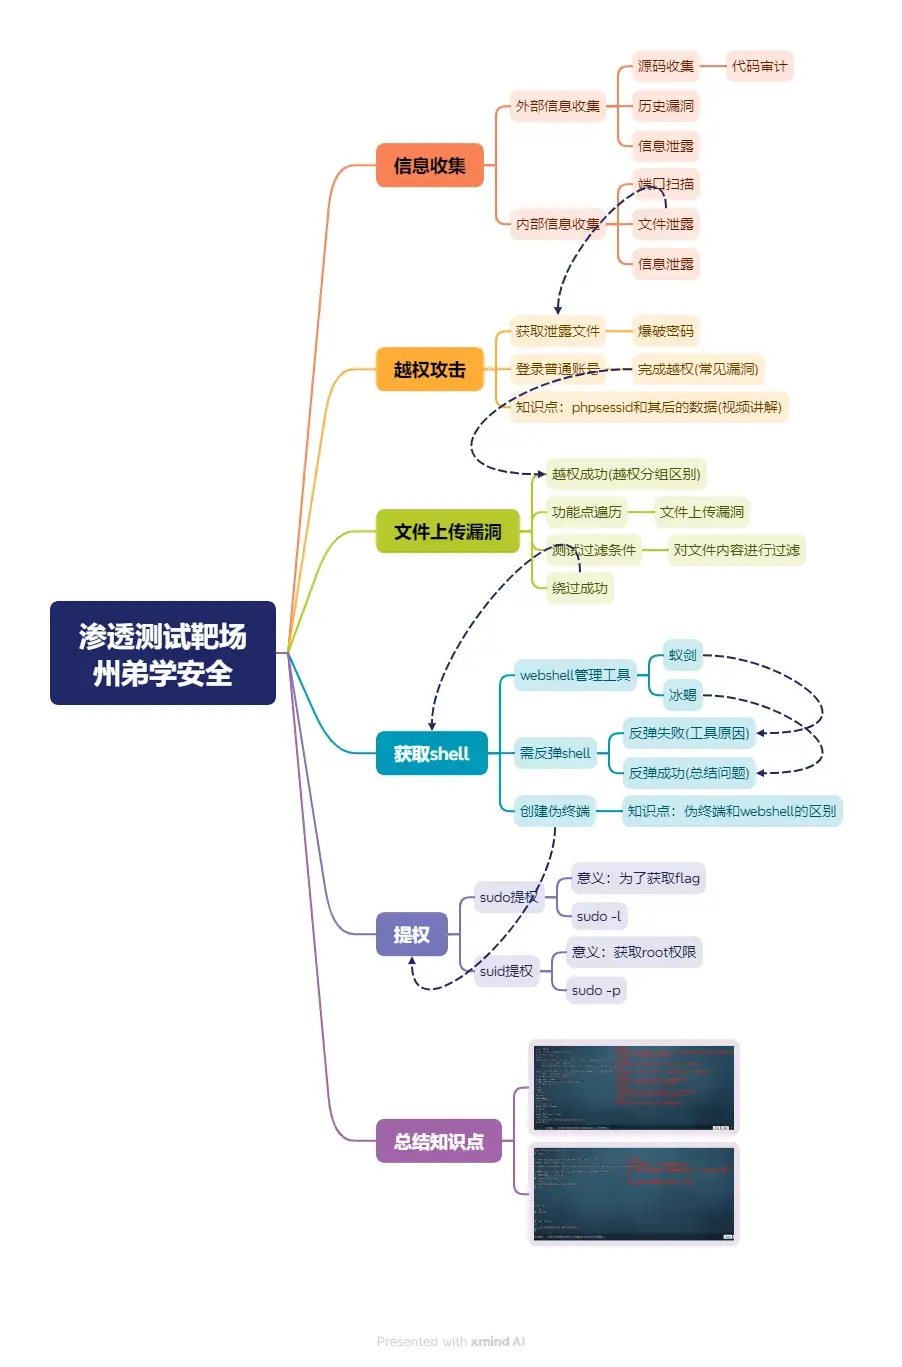 渗透测试靶场
州弟学安全
信息收集
外部信息收集
源码收集
代码审计
历史漏洞
信息泄露
内部信息收集
端口扫描
文件泄露
信息泄露
越权攻击
获取泄露文件
爆破密码
登录普通账号
完成越权(常见漏洞)
知识点：phpsessid和其后的数据(视频讲解)
文件上传漏洞
越权成功(越权分组区别)
功能点遍历
文件上传漏洞
测试过滤条件
对文件内容进行过滤
绕过成功
获取shell
webshell管理工具
蚁剑
冰蝎
需反弹shell
反弹失败(工具原因)
反弹成功(总结问题)
创建伪终端
知识点：伪终端和webshell的区别
提权
sudo提权
意义：为了获取flag
sudo -l
suid提权
意义：获取root权限
sudo -p
总结知识点
Presented with xmind AI